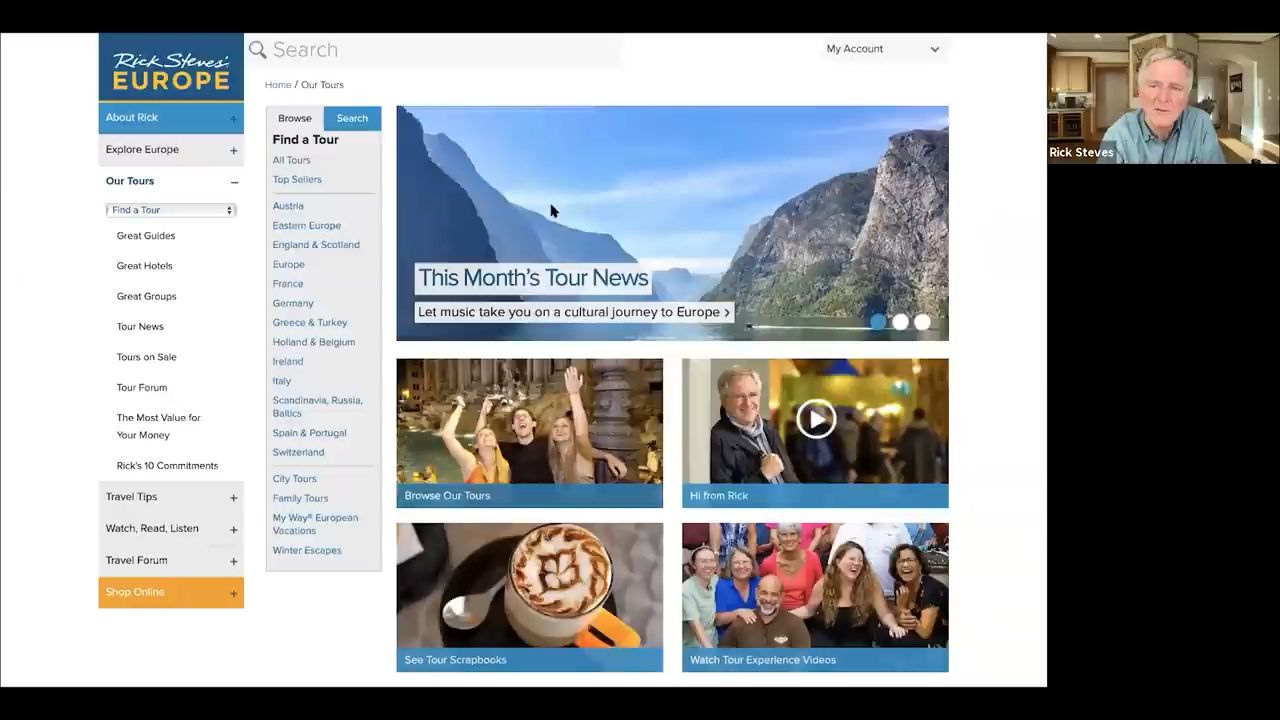 Rick Steves'
EUROPE
Search
My Account
About Rick
Explore Europe
Our Tours
Find a Tour
Great Guides
Great Hotels
Great Groups
Tour News
Tours on Sale
Tour Forum
The Most Value for
Your Money
Rick's 10 Commitments
Travel Tips
Watch, Read, Listen
Travel Forum
Shop Online
Home / Our Tours
Browse
Search
Find a Tour
All Tours
Top Sellers
Austria
Eastern Europe
England & Scotland
Europe
France
Germany
Greece & Turkey
Holland & Belgium
Ireland
Italy
Scandinavia, Russia,
Baltics
Spain & Portugal
Switzerland
City Tours
Family Tours
My Way® European
Vacations
Winter Escapes
This Month's Tour News
Let music take you on a cultural journey to Europe >
Browse Our Tours
Hi from Rick
See Tour Scrapbooks
Watch Tour Experience Videos
Rick Steves